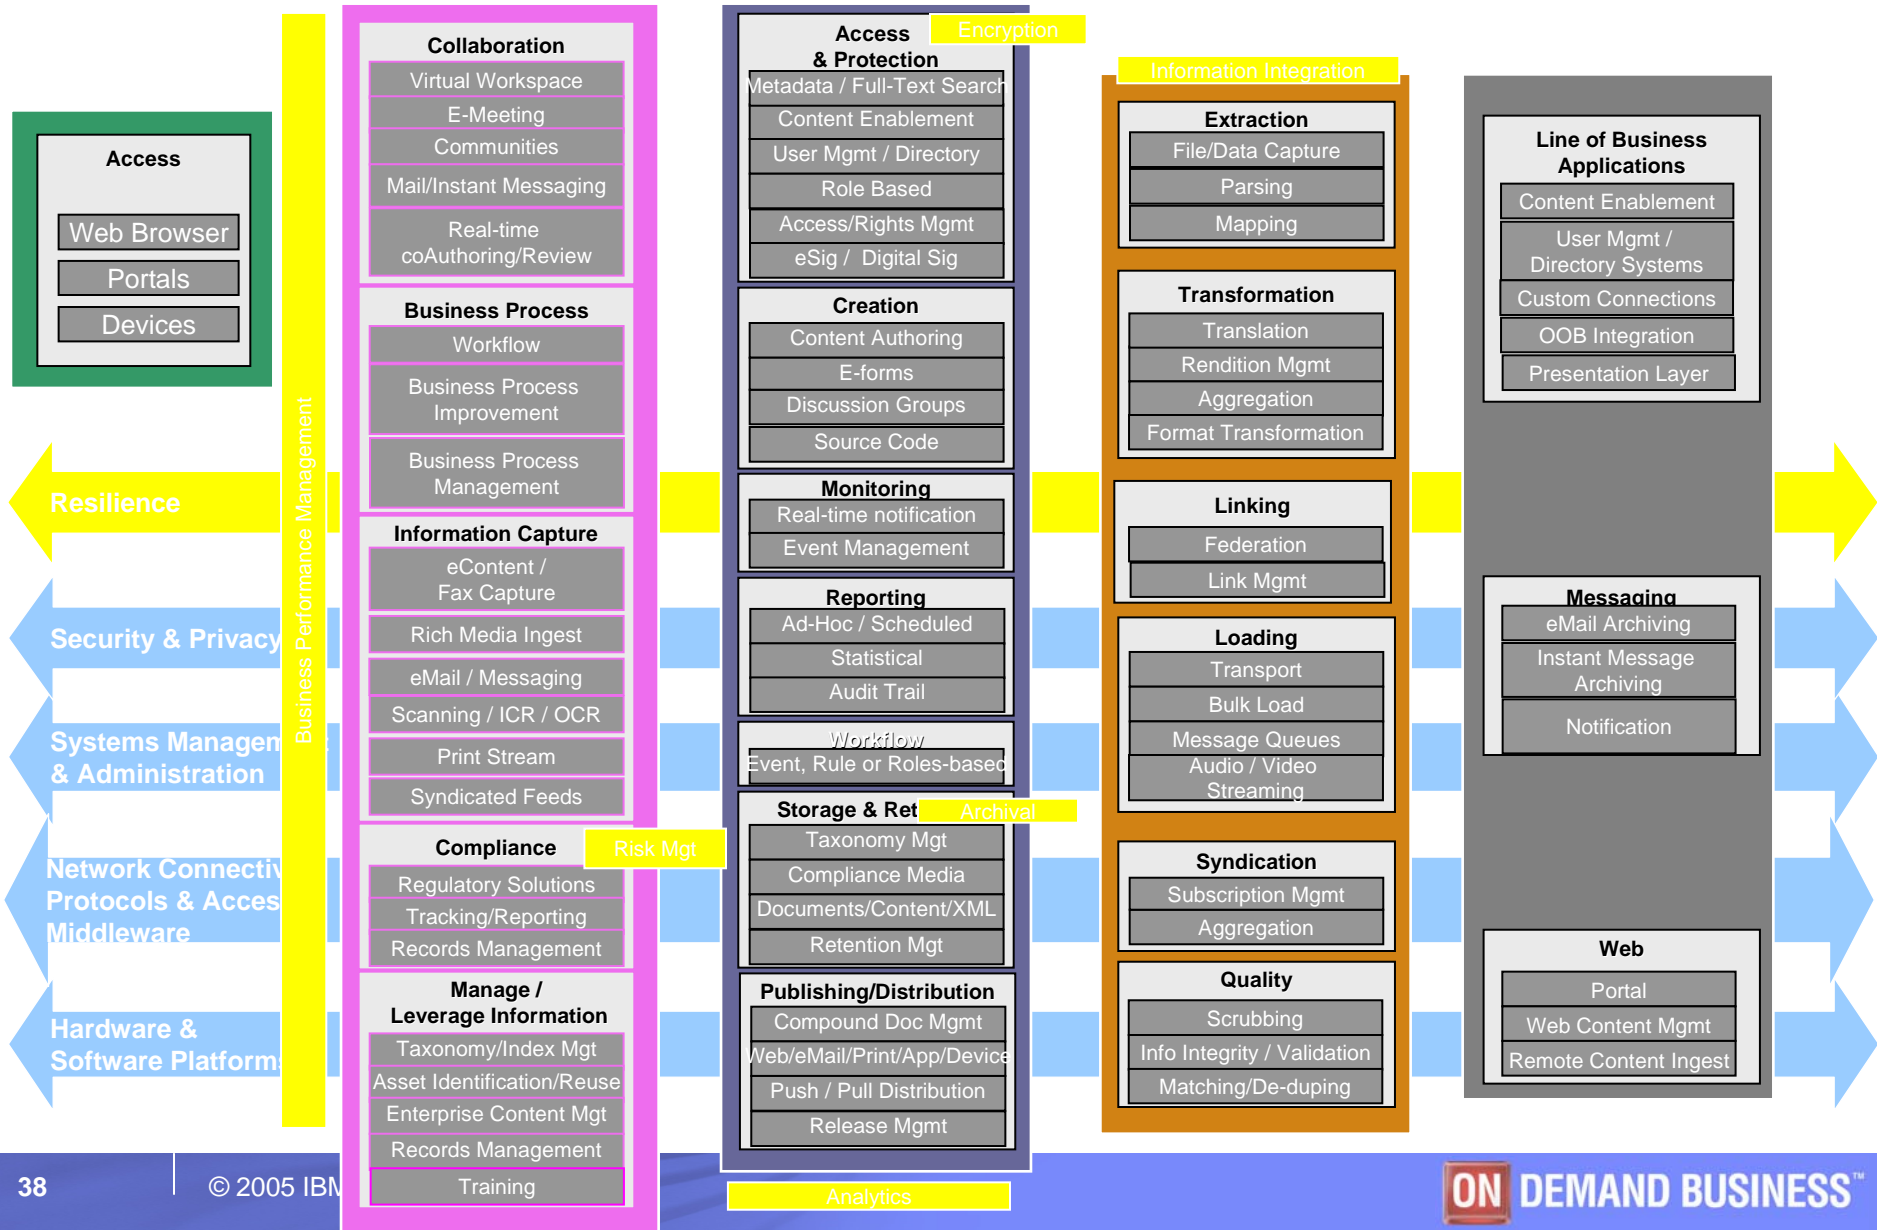 Access
Web Browser
Portals
Devices
Resilience
Security & Privacy
Systems Managem
& Administration
Network Connectiv
Protocols & Acces
Middleware
Hardware &
Software Platforms
Business Performance Management
Collaboration
Virtual Workspace
E-Meeting
Communities
Mail/Instant Messaging
Real-time
coAuthoring/Review
Business Process
Workflow
Business Process
Improvement
Business Process
Management
Information Capture
eContent /
Fax Capture
Rich Media Ingest
eMail / Messaging
Scanning / ICR / OCR
Print Stream
Syndicated Feeds
Compliance
Risk Mgt
Regulatory Solutions
Tracking/Reporting
Records Management
Manage /
Leverage Information
Taxonomy/Index Mgt
Asset Identification/Reuse
Enterprise Content Mgt
Records Management
Training
Access
& Protection
Encryption
Metadata / Full-Text Search
Content Enablement
User Mgmt / Directory
Role Based
Access/Rights Mgmt
eSig / Digital Sig
Creation
Content Authoring
E-forms
Discussion Groups
Source Code
Monitoring
Real-time notification
Event Management
Reporting
Ad-Hoc / Scheduled
Statistical
Audit Trail
Workflow
Event, Rule or Roles-based
Storage & Ret
Archival
Taxonomy Mgt
Compliance Media
Documents/Content/XML
Retention Mgt
Publishing/Distribution
Compound Doc Mgmt
Web/eMail/Print/App/Device
Push / Pull Distribution
Release Mgmt
Analytics
Information Integration
Extraction
File/Data Capture
Parsing
Mapping
Transformation
Translation
Rendition Mgmt
Aggregation
Format Transformation
Linking
Federation
Link Mgmt
Loading
Transport
Bulk Load
Message Queues
Audio / Video
Streaming
Syndication
Subscription Mgmt
Aggregation
Quality
Scrubbing
Info Integrity / Validation
Matching/De-duping
Line of Business
Applications
Content Enablement
User Mgmt /
Directory Systems
Custom Connections
OOB Integration
Presentation Layer
Messaging
eMail Archiving
Instant Message
Archiving
Notification
Web
Portal
Web Content Mgmt
Remote Content Ingest
38
© 2005 IBM
ON DEMAND BUSINESS™